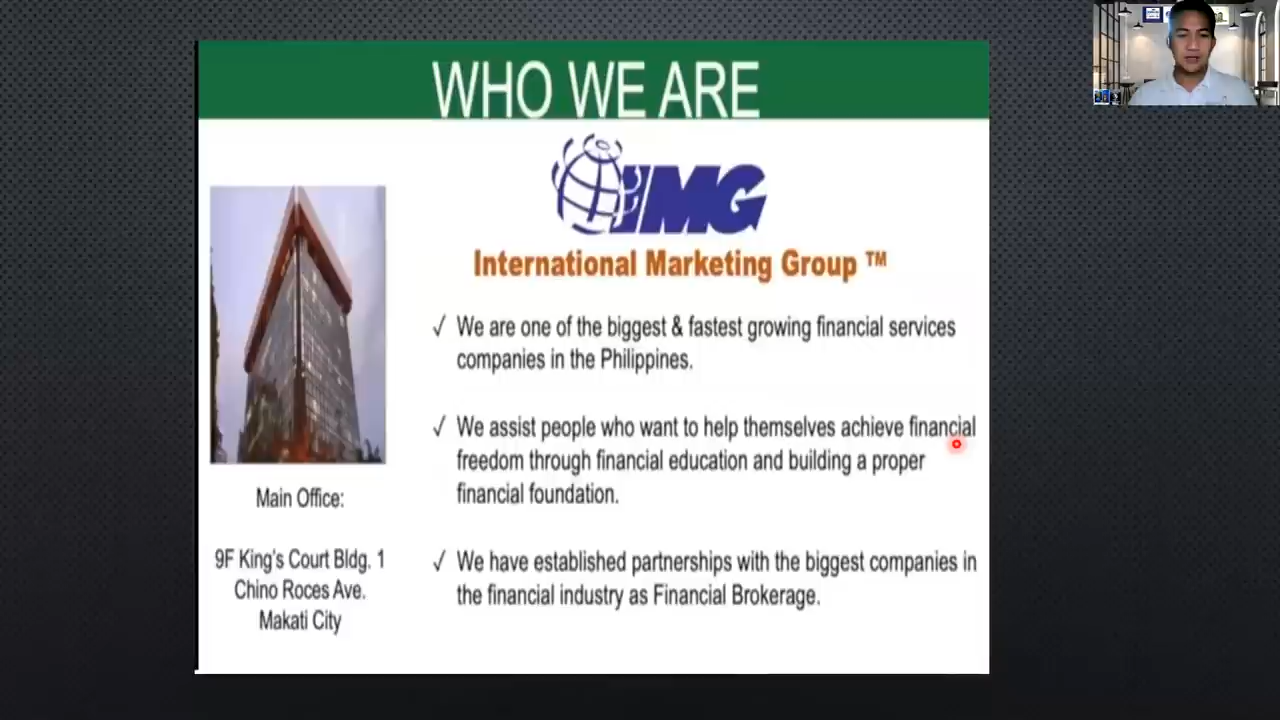 WHO WE ARE
IMG
International Marketing Group ™
√ We are one of the biggest & fastest growing financial services
companies in the Philippines.
√ We assist people who want to help themselves achieve financial
freedom through financial education and building a proper
financial foundation.
√ We have established partnerships with the biggest companies in
the financial industry as Financial Brokerage.
Main Office:
9F King's Court Bldg. 1
Chino Roces Ave.
Makati City